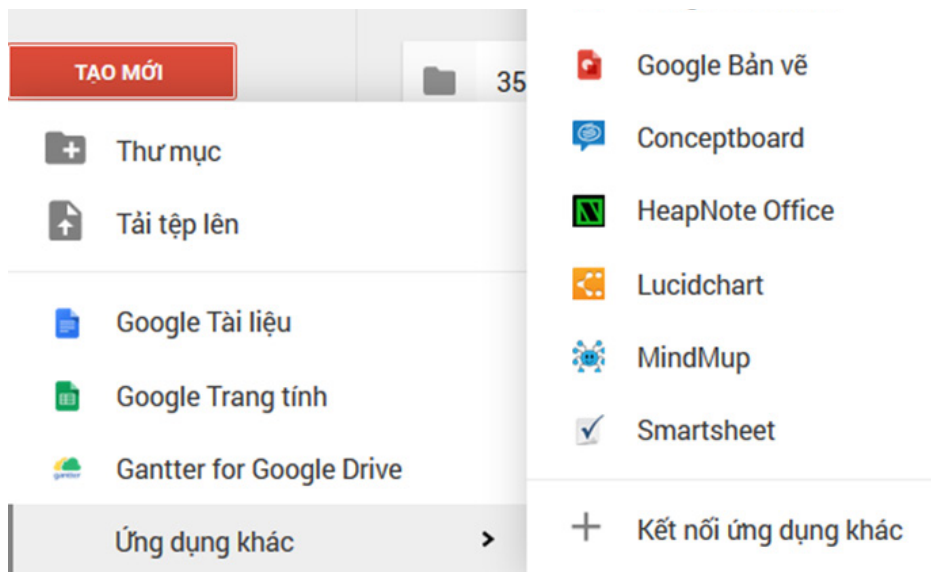 TẠO MỚI
35
Thư mục
Tải tệp lên
Google Tài liệu
Google Trang tính
Gantter for Google Drive
Ứng dụng khác
Google Bản vẽ
Conceptboard
HeapNote Office
Lucidchart
MindMup
Smartsheet
Kết nối ứng dụng khác